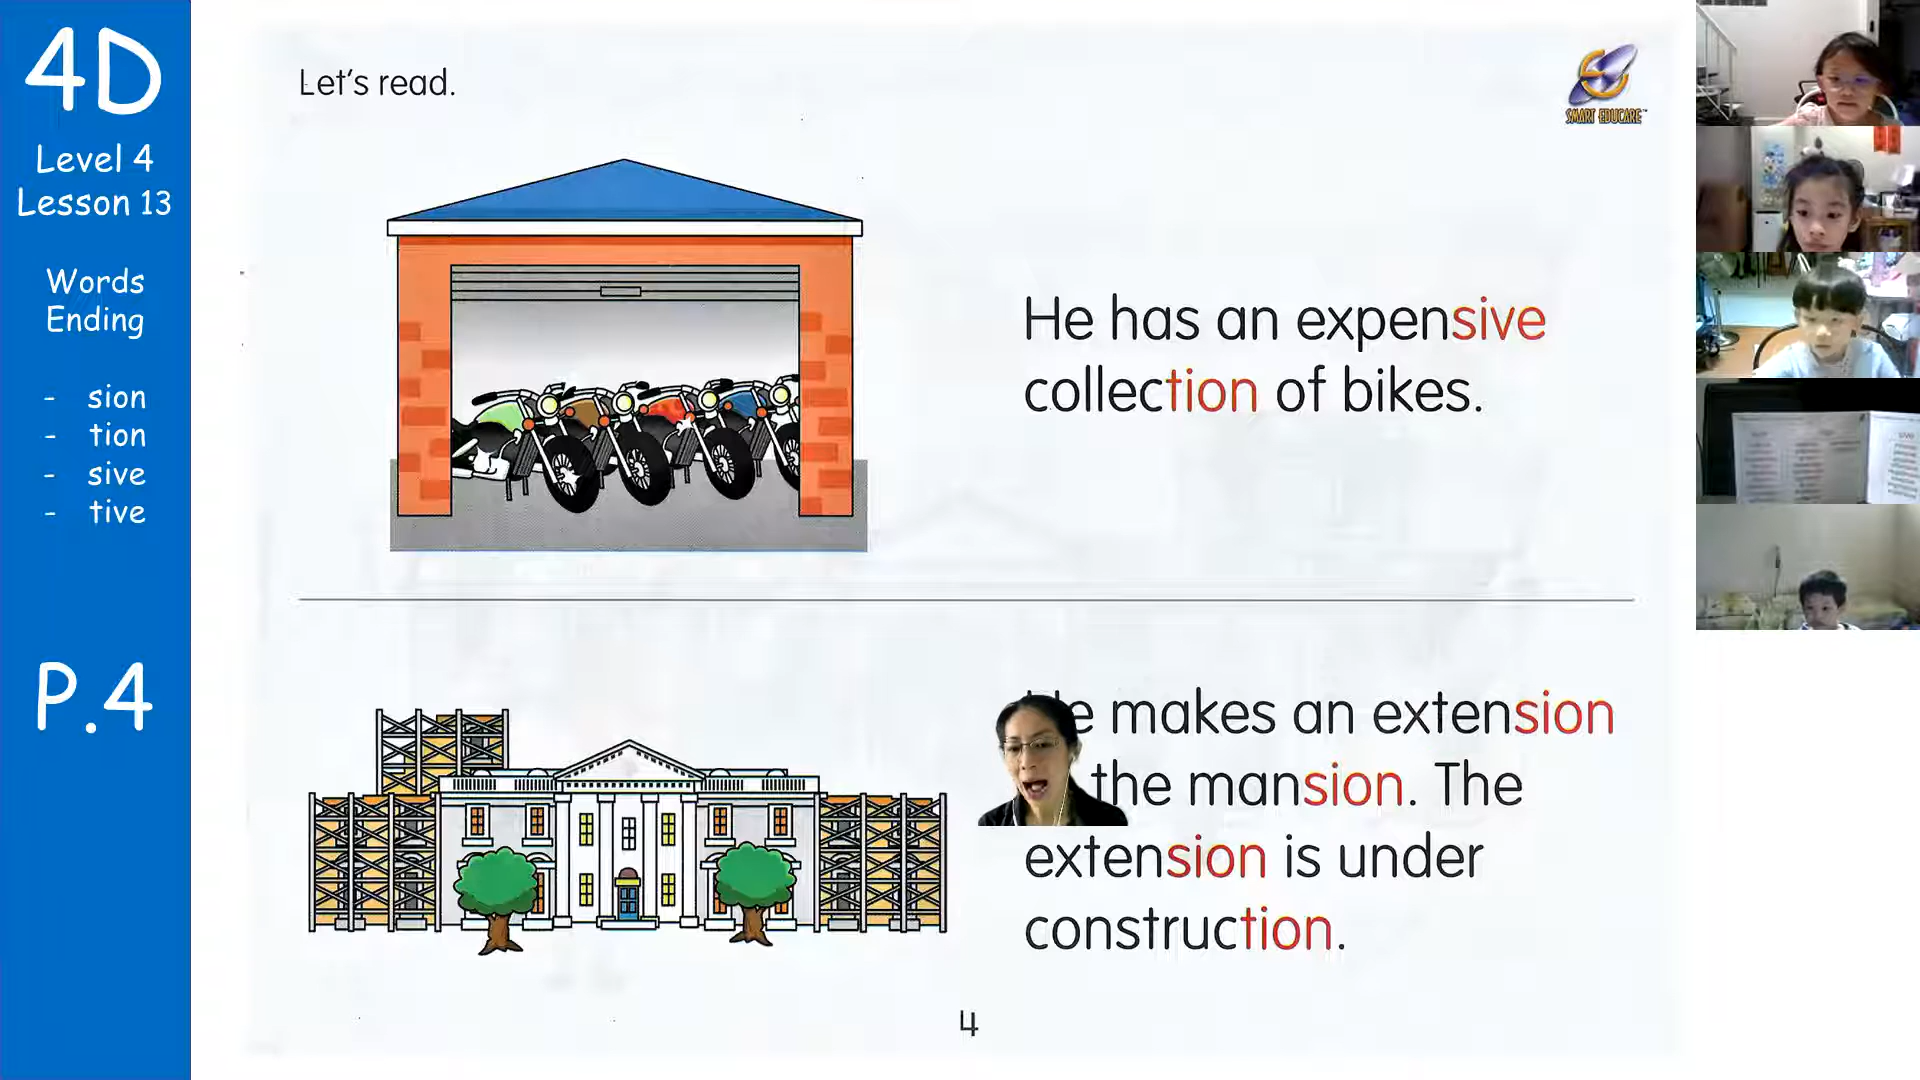 4D
Level 4
Lesson 13
Words
Ending
- sion
- tion
- sive
- tive
P.4
Let's read.
SMART EDUCARE
He has an expensive
collection of bikes.
makes an extension
the mansion. The
extension is under
construction.
4